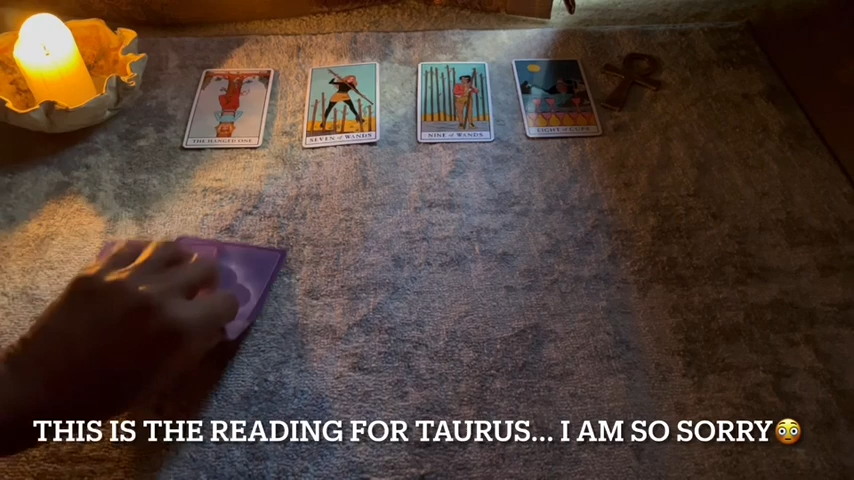 THE HANGED ONE
SEVEN of WANDS
NINE of WANDS
EIGHT of CUPS
THIS IS THE READING FOR TAURUS... I AM SO SORRY😳